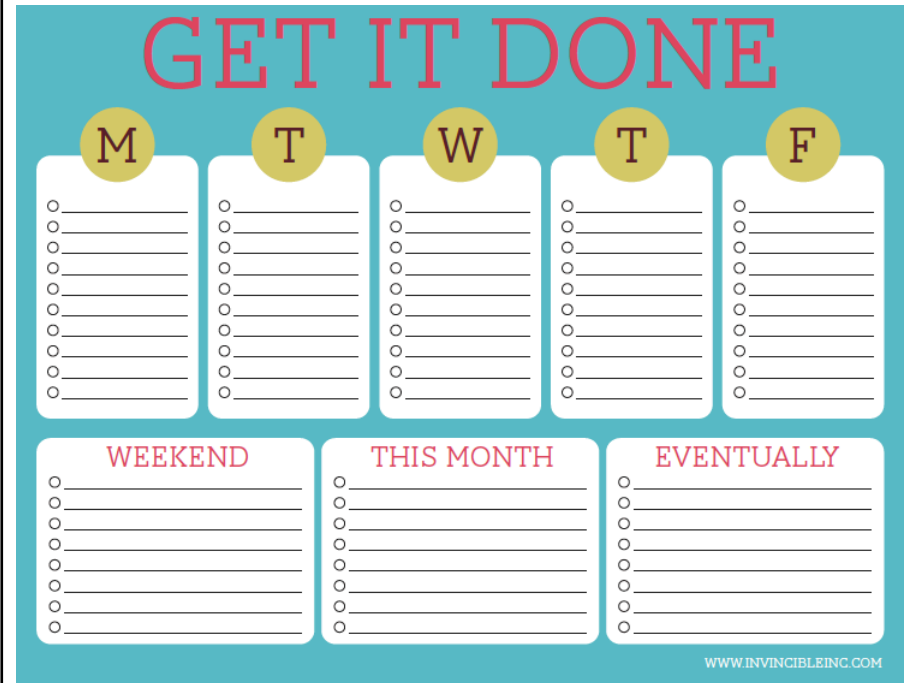 GET IT DONE
M T W T F
WEEKEND THIS MONTH EVENTUALLY
WWW.INVINCIBLEINC.COM